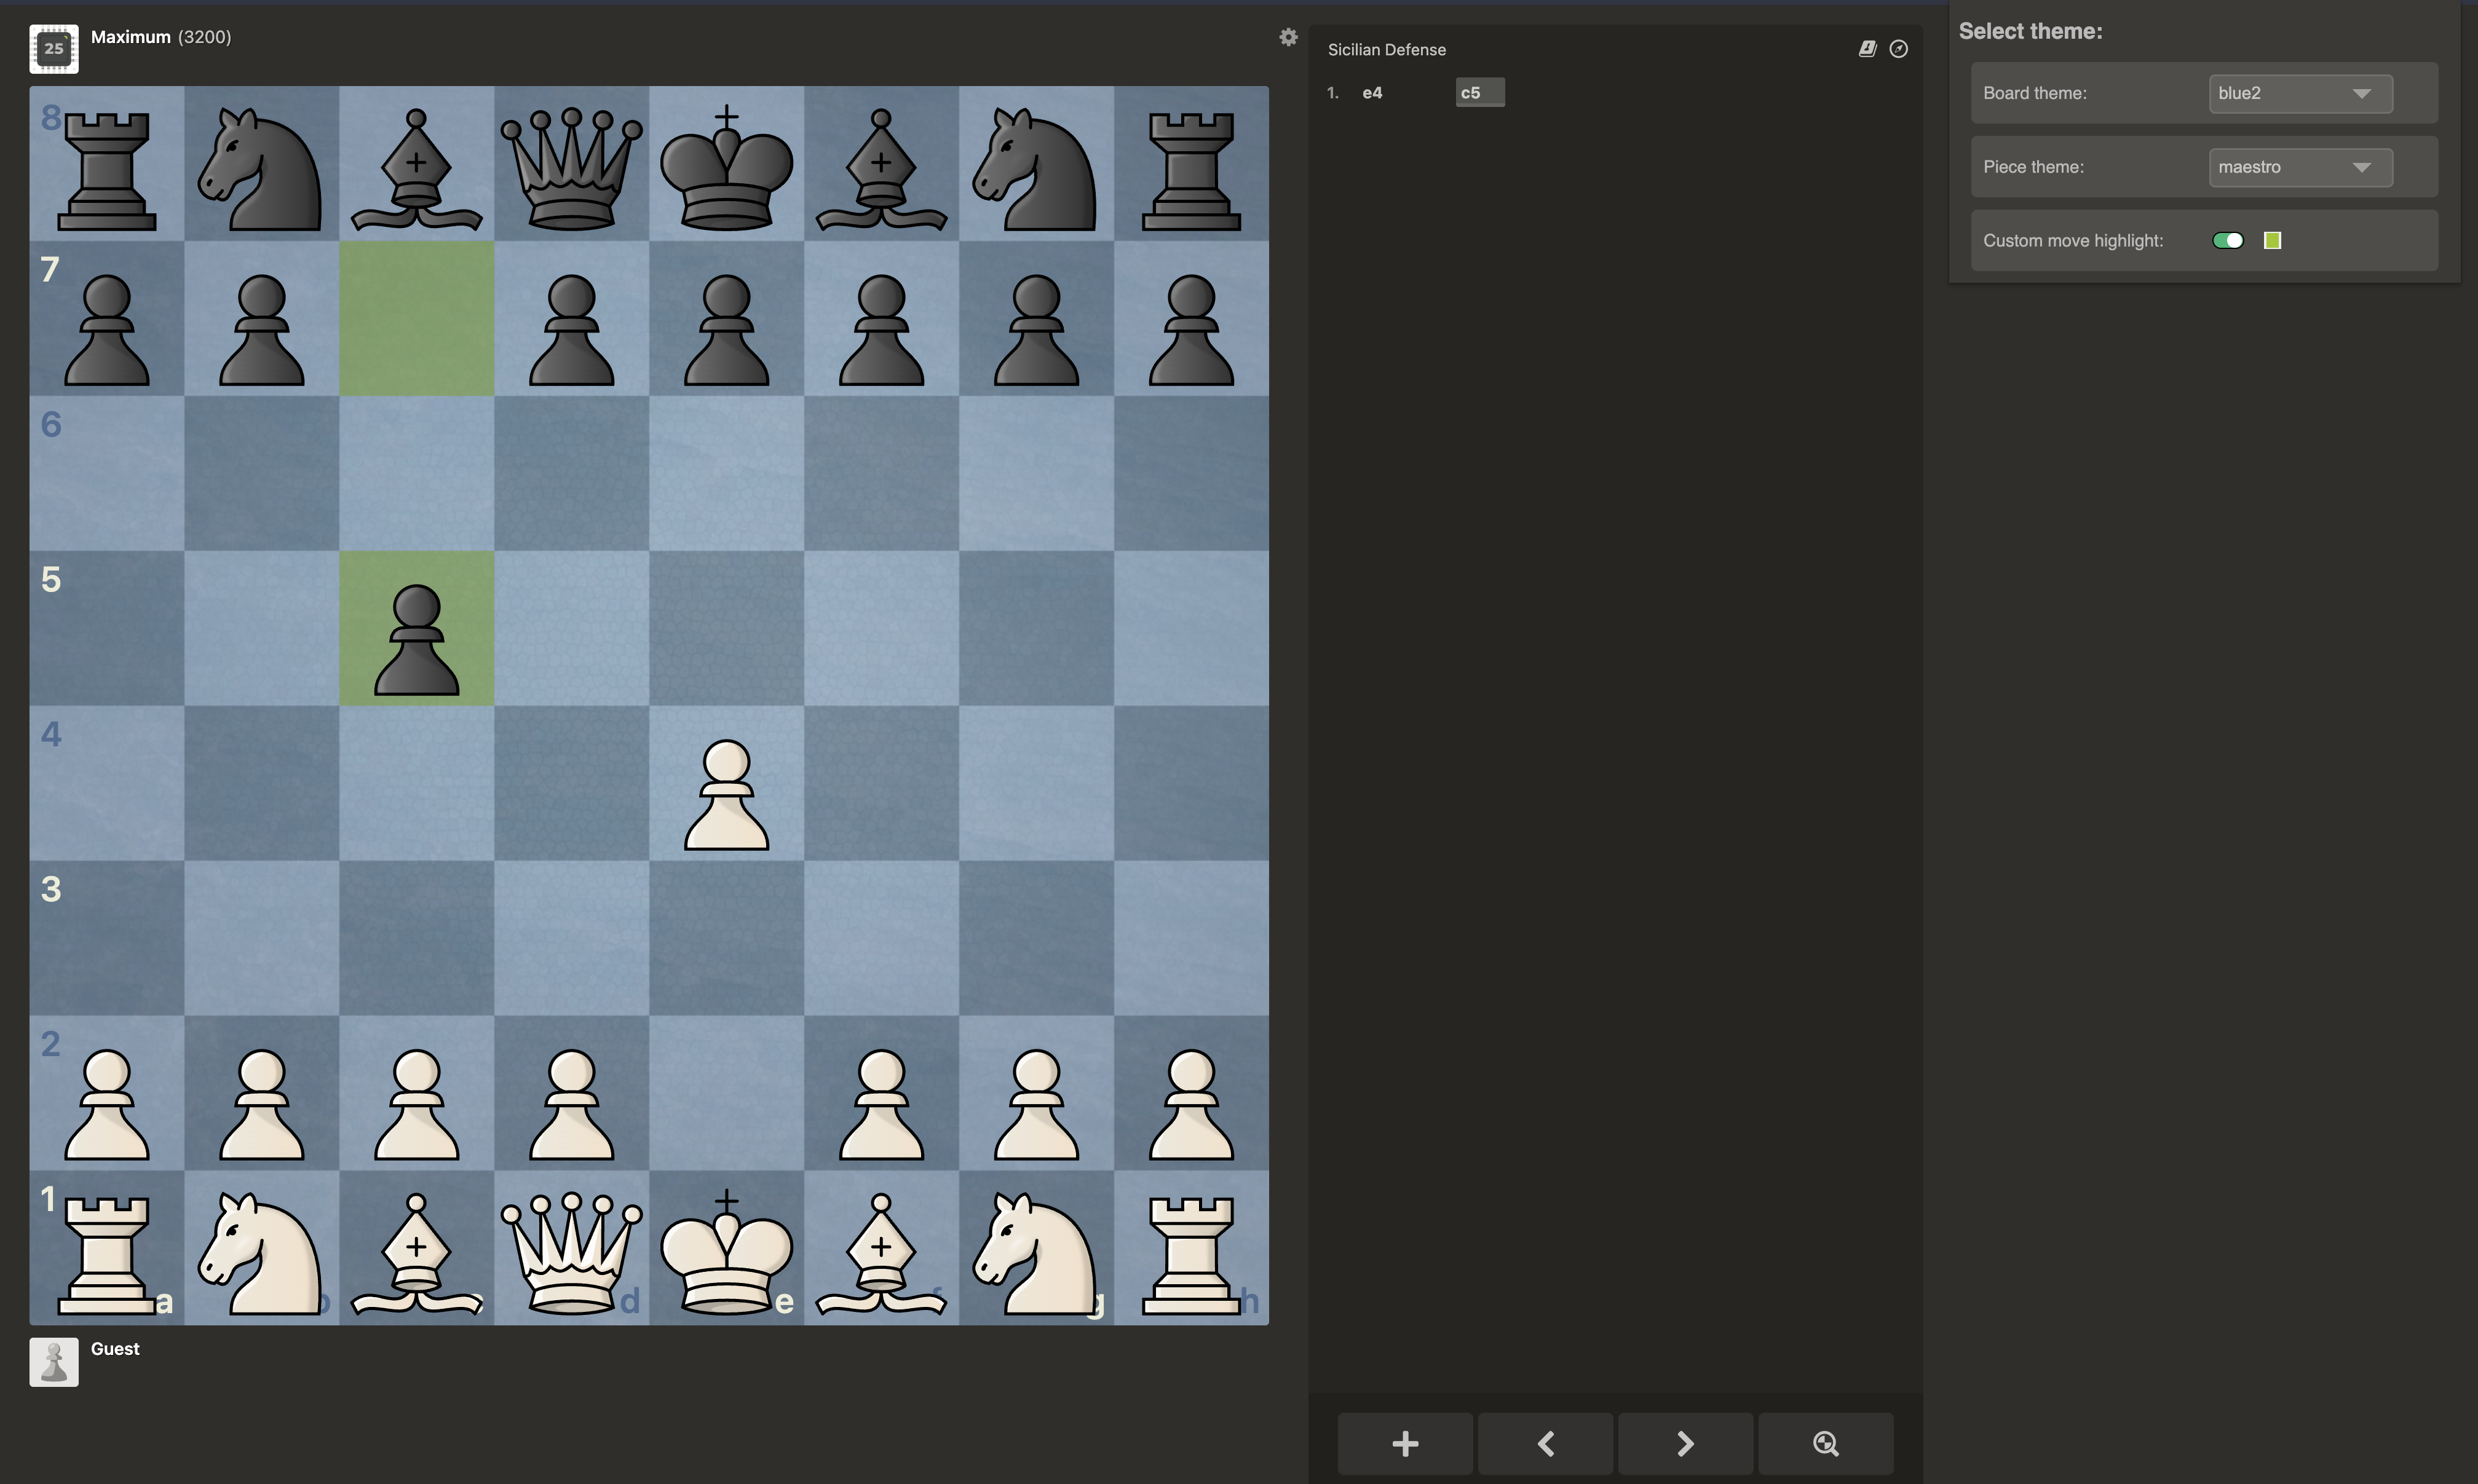 25
Maximum (3200)
8
7
6
5
4
3
2
1
a
d
e
g
h
Guest
Sicilian Defense
1. e4 c5
Select theme:
Board theme: blue2
Piece theme: maestro
Custom move highlight: